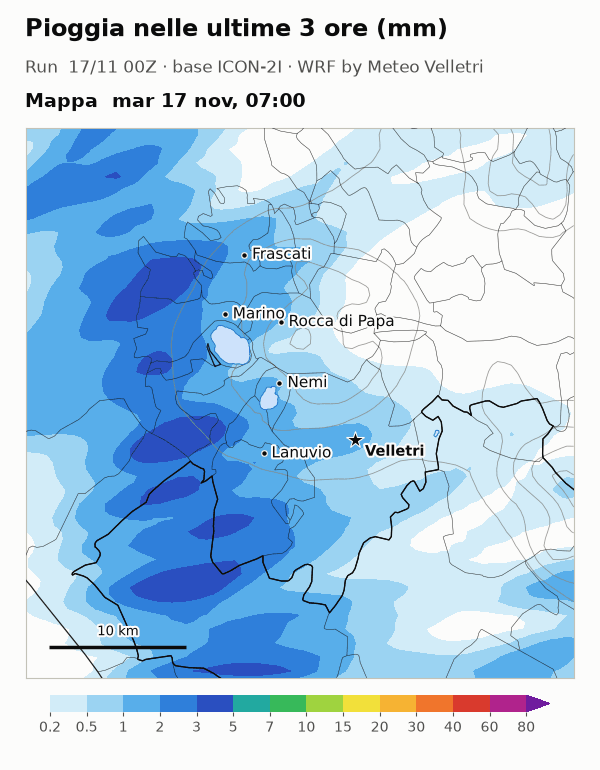 Pioggia nelle ultime 3 ore (mm)
Run 17/11 00Z · base ICON-2I · WRF by Meteo Velletri
Mappa mar 17 nov, 07:00
Frascati
Marino
Rocca di Papa
Nemi
Velletri
Lanuvio
10 km
0.2 0.5 1 2 3 5 7 10 15 20 30 40 60 80